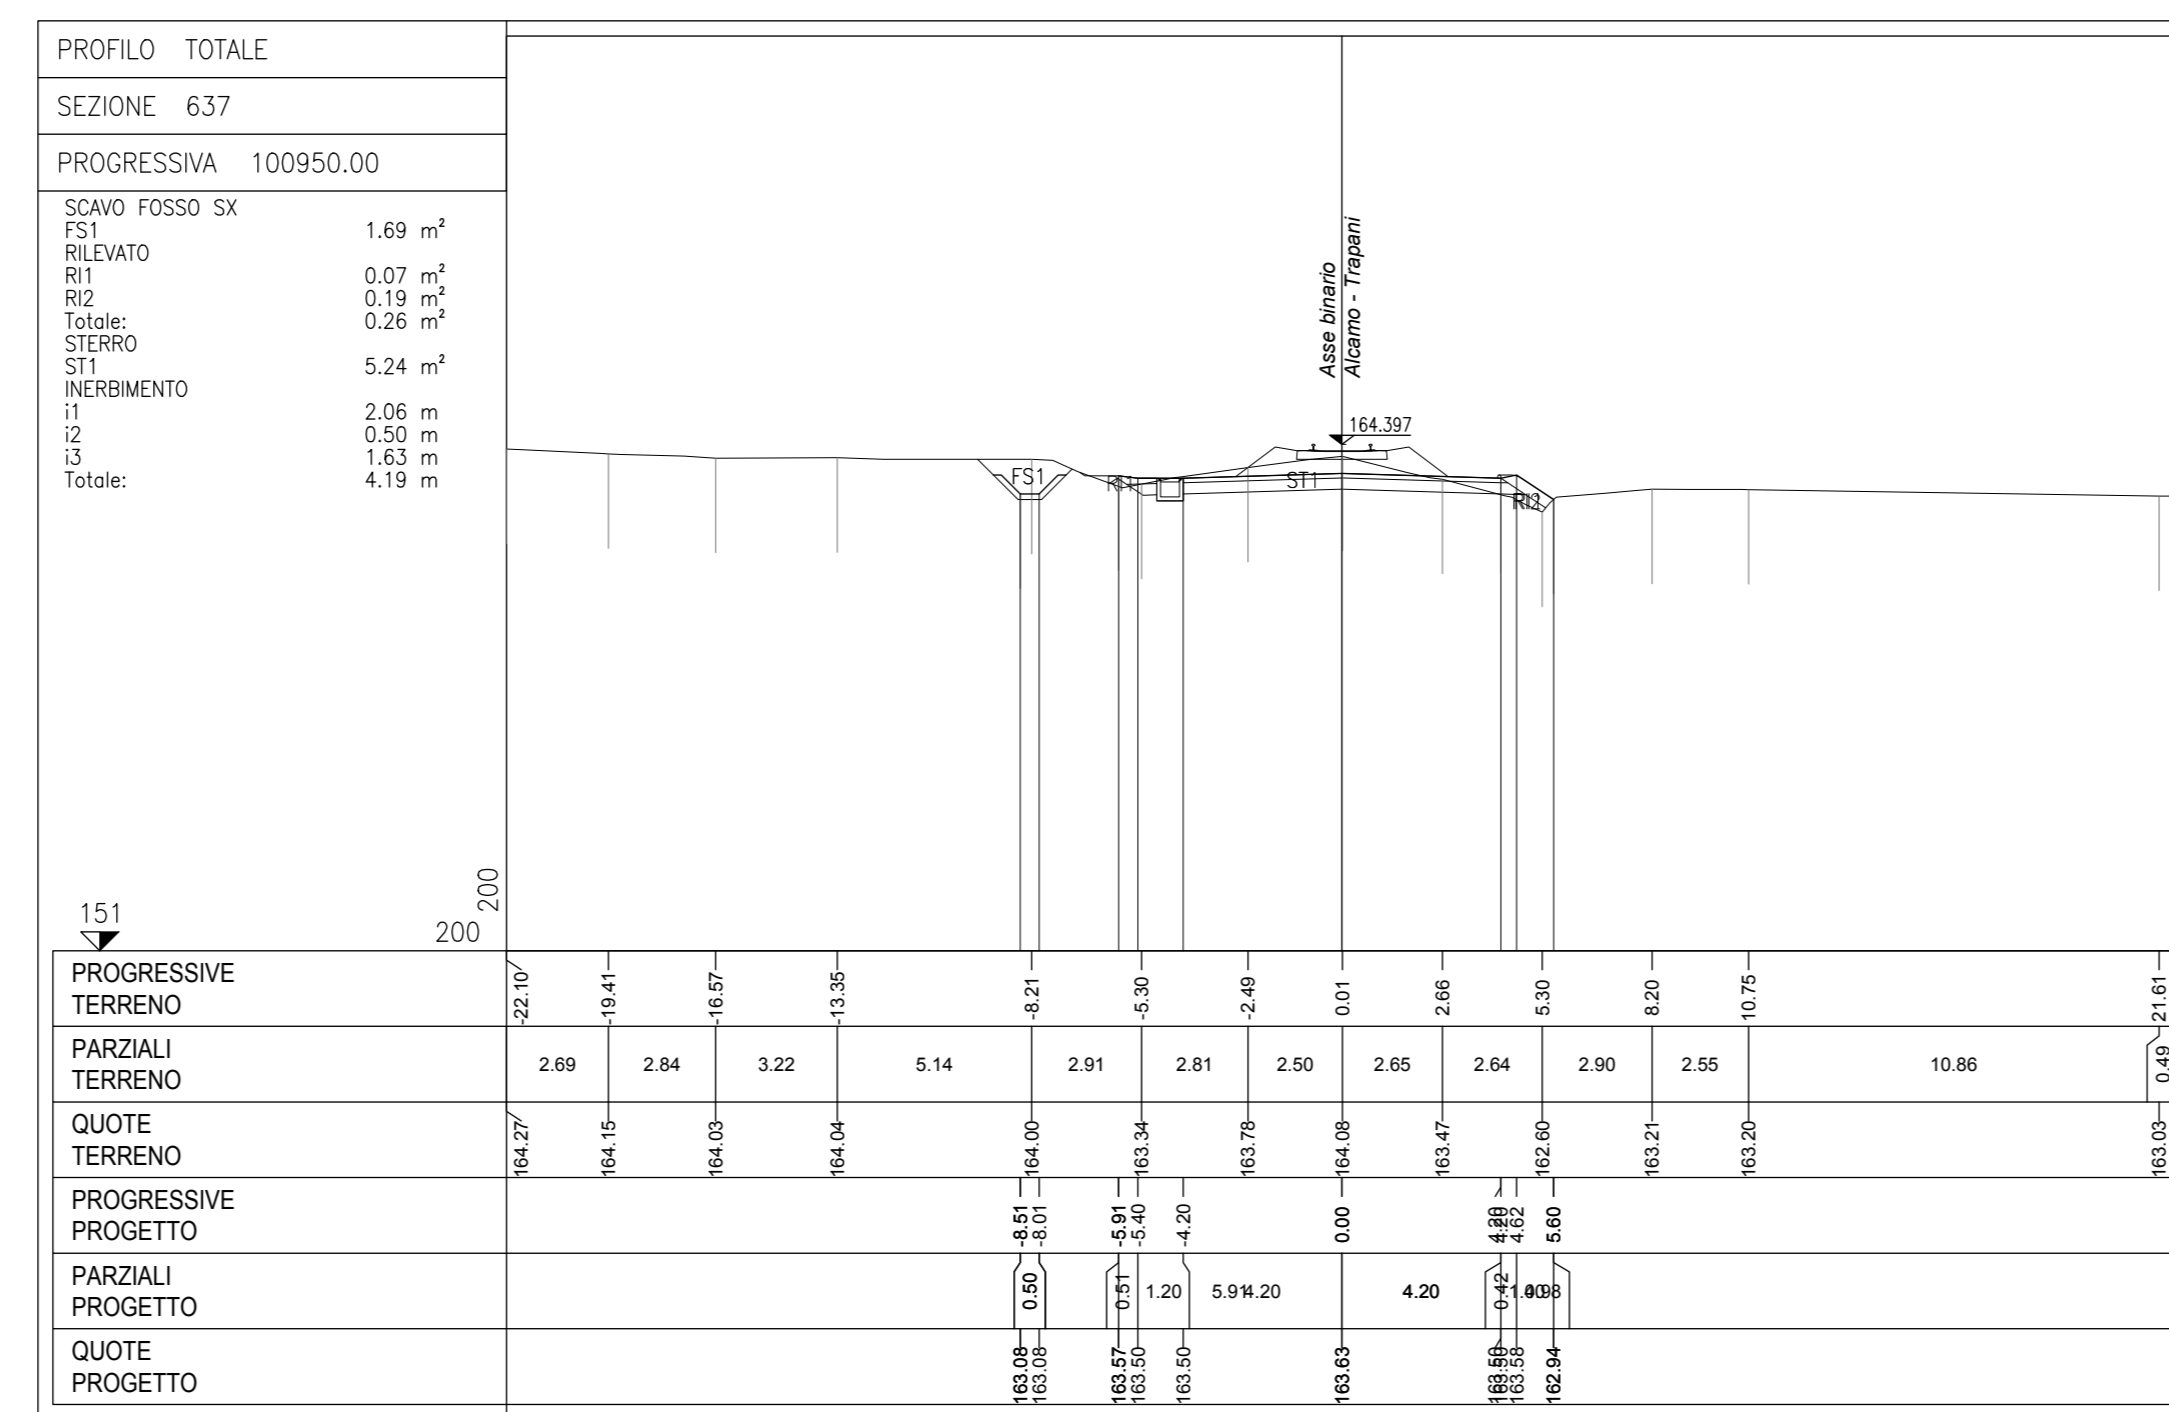 PROFILO TOTALE
SEZIONE 637
PROGRESSIVA 100950.00
SCAVO FOSSO SX
FS1 1.69 m²
RILEVATO
RI1 0.07 m²
RI2 0.19 m²
Totale: 0.26 m²
STERRO
ST1 5.24 m²
INERBIMENTO
i1 2.06 m
i2 0.50 m
i3 1.63 m
Totale: 4.19 m
Asse binario
Alcamo - Trapani
164.397
FS1
RI1
ST1
RI2
200
151
200
PROGRESSIVE
TERRENO
-22.10 -19.41 -16.57 -13.35 -8.21 -5.30 -2.49 0.01 2.66 5.30 8.20 10.75 21.61
PARZIALI
TERRENO
2.69 2.84 3.22 5.14 2.91 2.81 2.50 2.65 2.64 2.90 2.55 10.86 0.49
QUOTE
TERRENO
164.27 164.15 164.03 164.04 164.00 163.34 163.78 164.08 163.47 162.60 163.21 163.20 163.03
PROGRESSIVE
PROGETTO
-8.51 -8.01 -5.91 -5.40 -4.20 0.00 4.20 4.62 5.60
PARZIALI
PROGETTO
0.50 0.51 1.20 5.91 4.20 4.20 0.42
QUOTE
PROGETTO
163.08 163.08 163.57 163.50 163.50 163.63 163.50 163.58 162.94